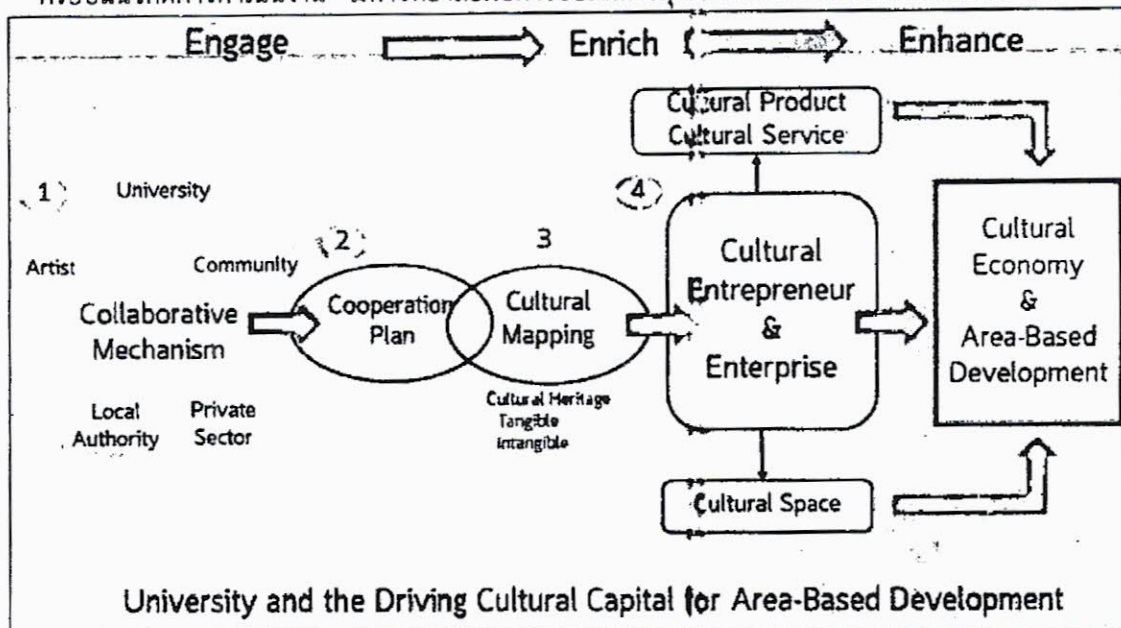 Engage
Enrich
Enhance
Cultural Product
Cultural Service
1
University
4
2
3
Artist
Community
Collaborative
Mechanism
Cooperation
Plan
Cultural
Mapping
Cultural
Entrepreneur
&
Enterprise
Cultural
Economy
&
Area-Based
Development
Cultural Heritage
Tangible
Intangible
Local
Authority
Private
Sector
Cultural Space
University and the Driving Cultural Capital for Area-Based Development